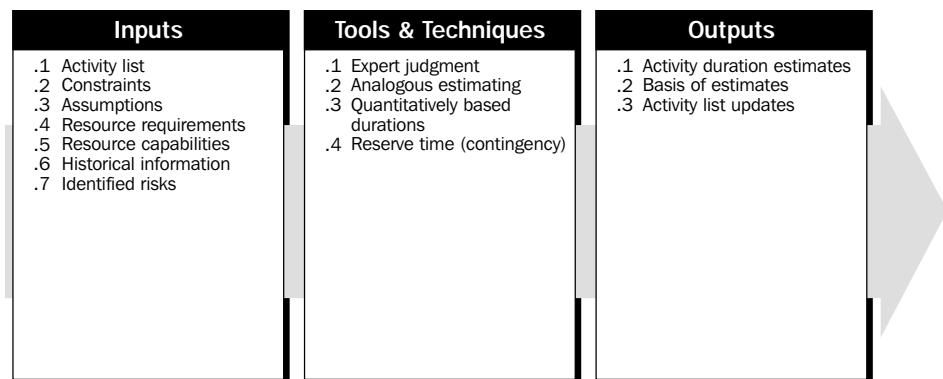 Inputs
.1 Activity list
.2 Constraints
.3 Assumptions
.4 Resource requirements
.5 Resource capabilities
.6 Historical information
.7 Identified risks
Tools & Techniques
.1 Expert judgment
.2 Analogous estimating
.3 Quantitatively based
durations
.4 Reserve time (contingency)
Outputs
.1 Activity duration estimates
.2 Basis of estimates
.3 Activity list updates